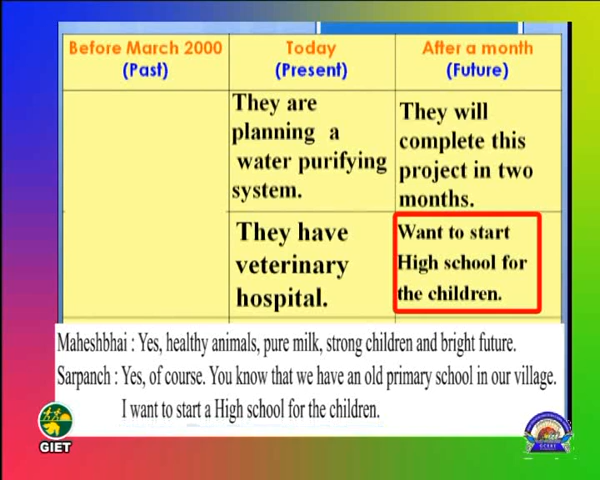 Before March 2000 Today After a month
(Past) (Present) (Future)
They are
planning a
water purifying
system.
They will
complete this
project in two
months.
They have
veterinary
hospital.
Want to start
High school for
the children.
Maheshbhai : Yes, healthy animals, pure milk, strong children and bright future.
Sarpanch : Yes, of course. You know that we have an old primary school in our village.
I want to start a High school for the children.
GIET